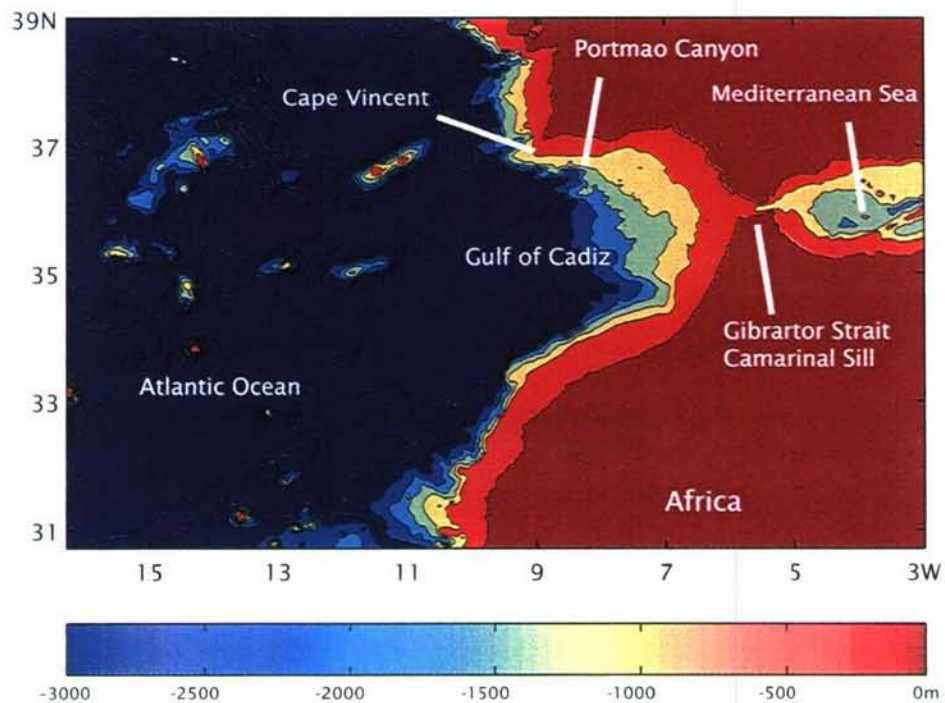 39N
Portmao Canyon
Cape Vincent
Mediterranean Sea
37
Gulf of Cadiz
35
Gibrartor Strait
Camarinal Sill
Atlantic Ocean
33
Africa
31
15 13 11 9 7 5 3W
-3000 -2500 -2000 -1500 -1000 -500 0m